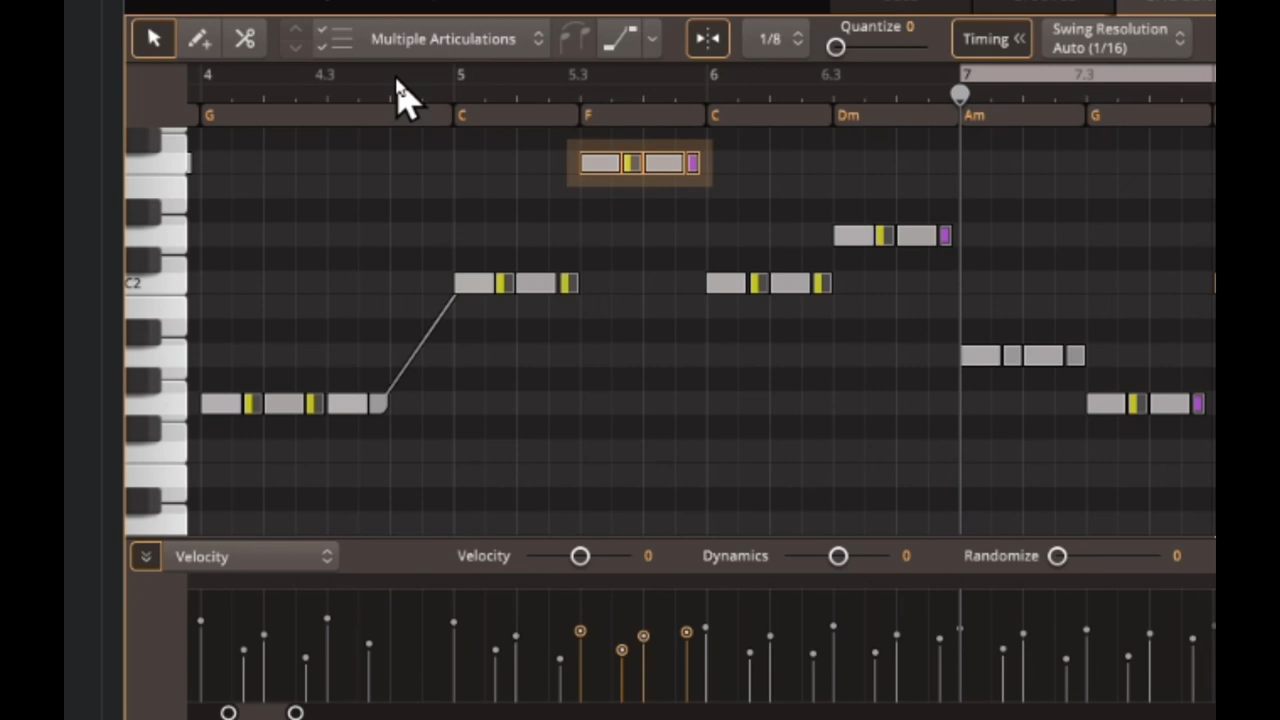 Multiple Articulations 1/8 Quantize 0 Timing Swing Resolution
Auto (1/16)
4 4.3 5 5.3 6 6.3 7 7.3
G C F C Dm Am G
C2
Velocity Velocity 0 Dynamics 0 Randomize 0